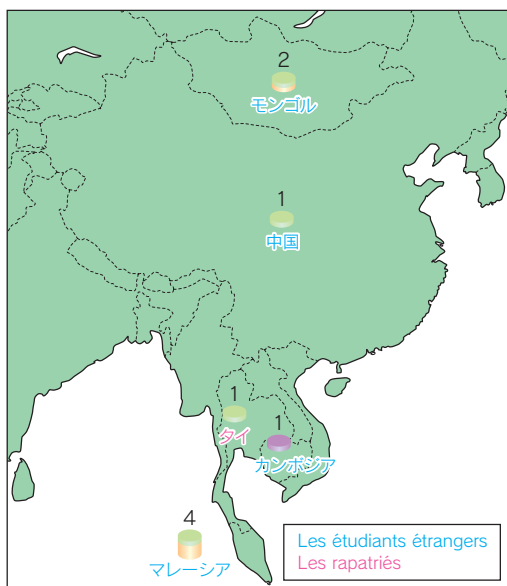 2
モンゴル
1
中国
1
タイ
1
カンボジア
4
マレーシア
Les étudiants étrangers
Les rapatriés